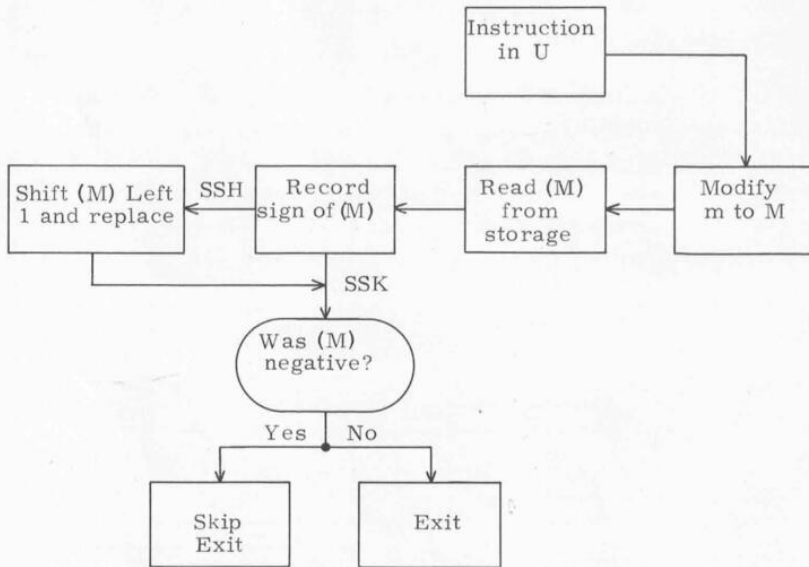 Instruction
in U
Modify
m to M
Read (M)
from
storage
Record
sign of (M)
SSH
Shift (M) Left
1 and replace
SSK
Was (M)
negative?
Yes
No
Skip
Exit
Exit